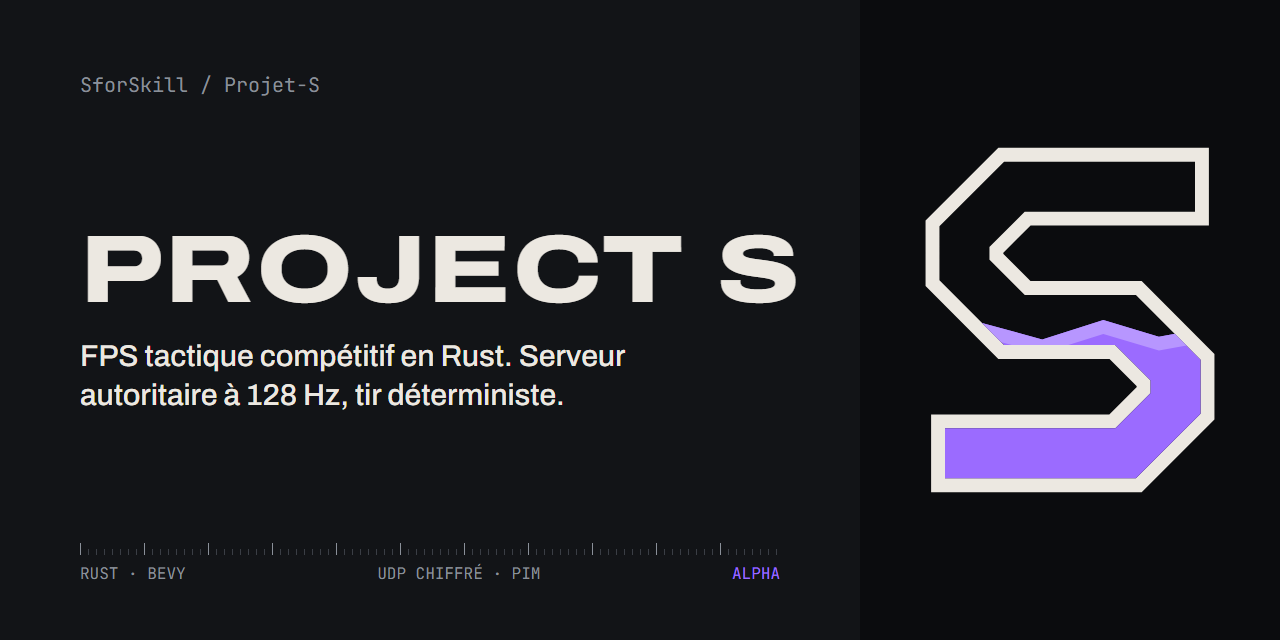 SforSkill / Projet-S
PROJECT S
FPS tactique compétitif en Rust. Serveur
autoritaire à 128 Hz, tir déterministe.
RUST · BEVY
UDP CHIFFRÉ · PIM
ALPHA
S